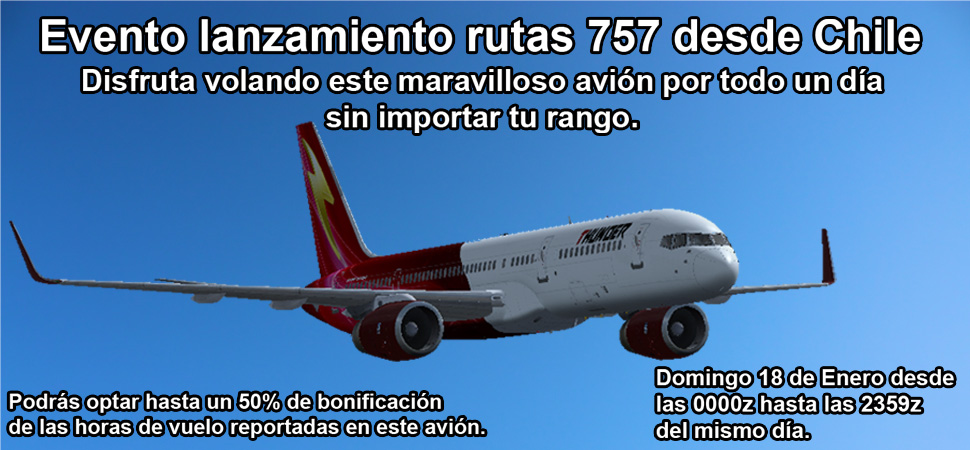 Evento lanzamiento rutas 757 desde Chile
Disfruta volando este maravilloso avión por todo un día
sin importar tu rango.
THUNDER
Podrás optar hasta un 50% de bonificación
de las horas de vuelo reportadas en este avión.
Domingo 18 de Enero desde
las 0000z hasta las 2359z
del mismo día.